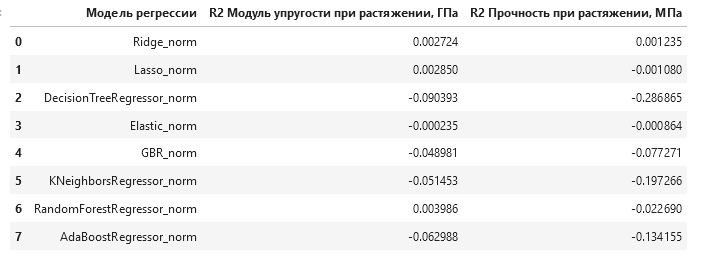 Модель регрессии R2 Модуль упругости при растяжении, ГПа R2 Прочность при растяжении, МПа
0 Ridge_norm 0.002724 0.001235
1 Lasso_norm 0.002850 -0.001080
2 DecisionTreeRegressor_norm -0.090393 -0.286865
3 Elastic_norm -0.000235 -0.000864
4 GBR_norm -0.048981 -0.077271
5 KNeighborsRegressor_norm -0.051453 -0.197266
6 RandomForestRegressor_norm 0.003986 -0.022690
7 AdaBoostRegressor_norm -0.062988 -0.134155